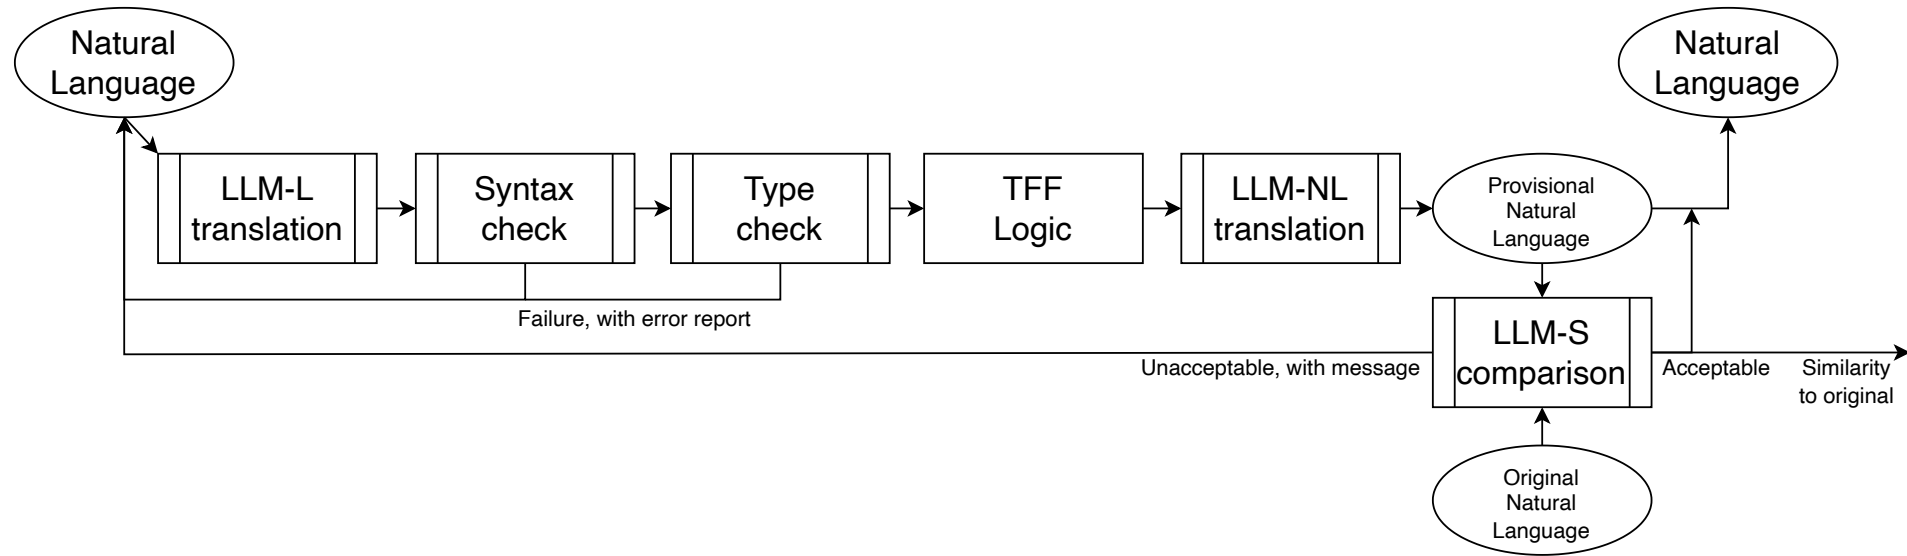 Natural
Language
Natural
Language
LLM-L
translation
Syntax
check
Type
check
TFF
Logic
LLM-NL
translation
Provisional
Natural
Language
Failure, with error report
LLM-S
comparison
Unacceptable, with message
Acceptable
Similarity
to original
Original
Natural
Language